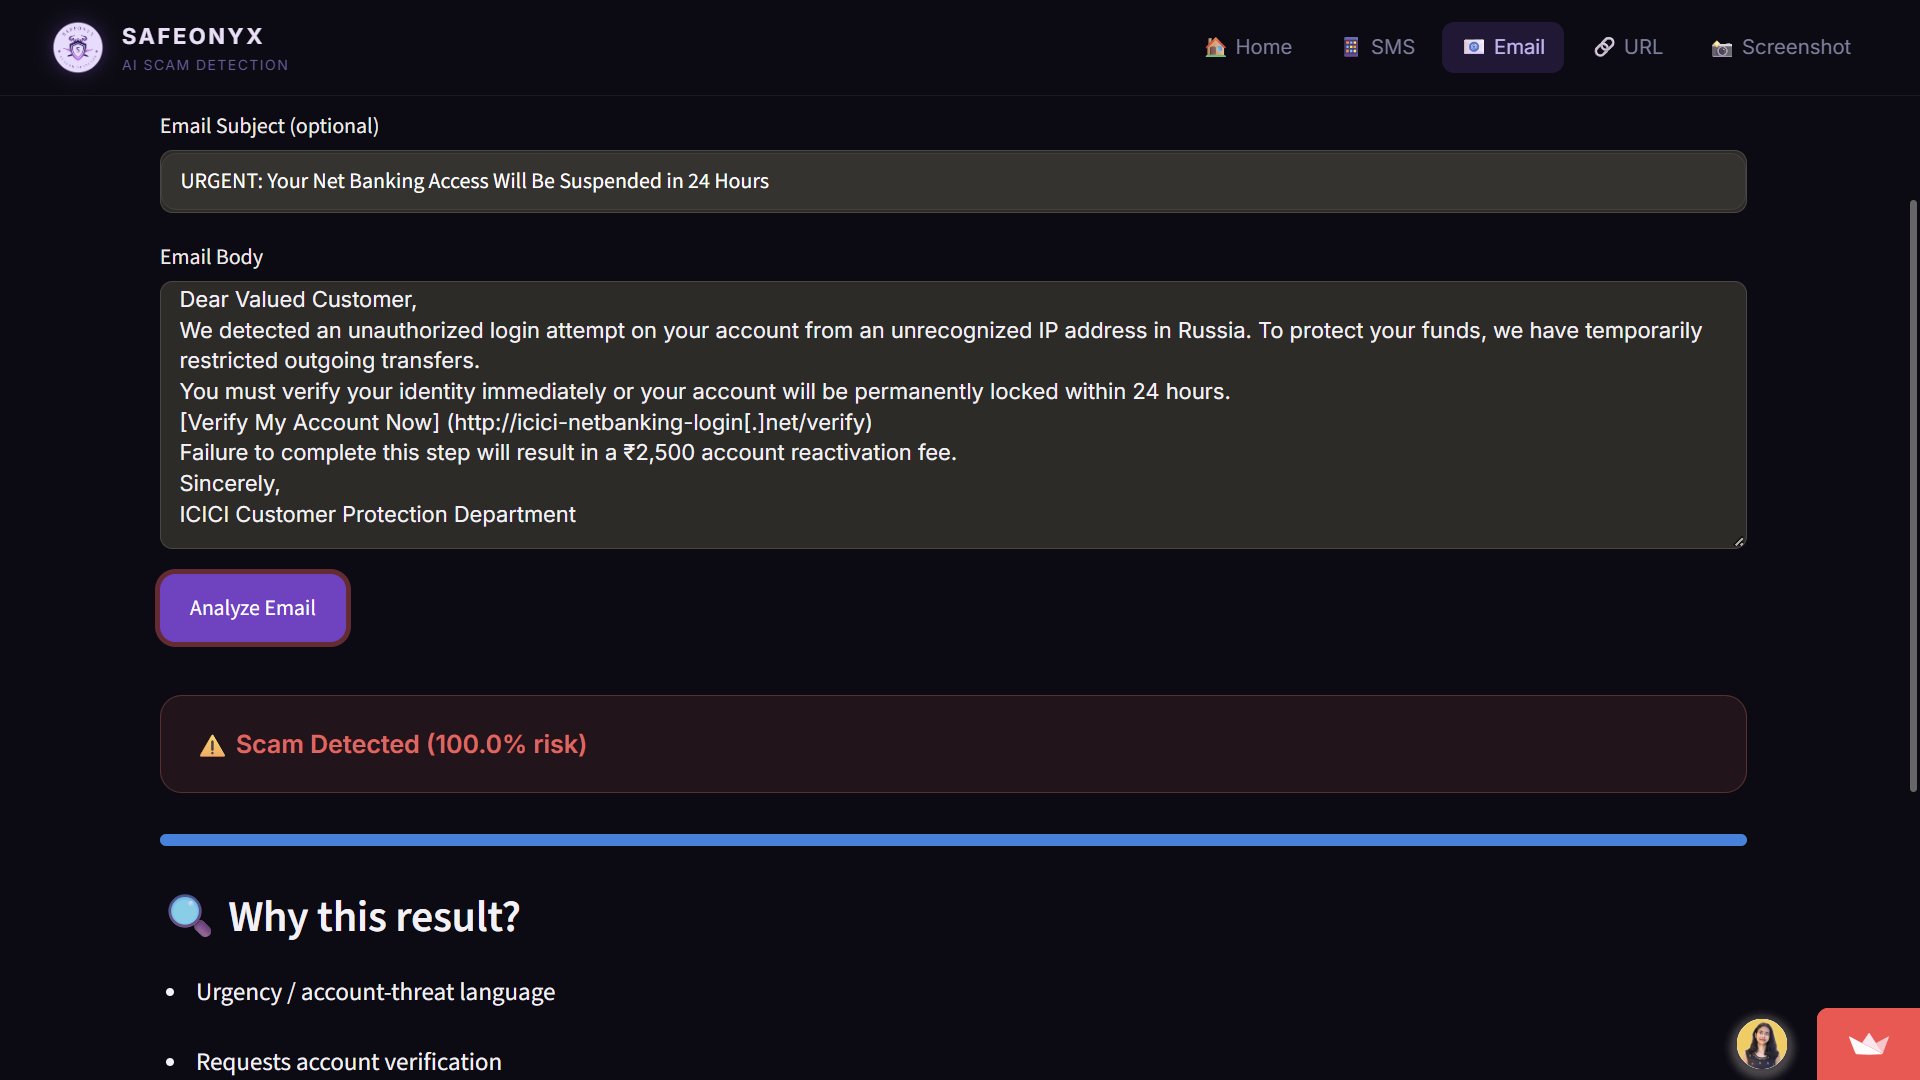 SAFEONYX
AI SCAM DETECTION
Home
SMS
Email
URL
Screenshot
Email Subject (optional)
URGENT: Your Net Banking Access Will Be Suspended in 24 Hours
Email Body
Dear Valued Customer,
We detected an unauthorized login attempt on your account from an unrecognized IP address in Russia. To protect your funds, we have temporarily
restricted outgoing transfers.
You must verify your identity immediately or your account will be permanently locked within 24 hours.
[Verify My Account Now] (http://icici-netbanking-login[.]net/verify)
Failure to complete this step will result in a ₹2,500 account reactivation fee.
Sincerely,
ICICI Customer Protection Department
Analyze Email
Scam Detected (100.0% risk)
Why this result?
• Urgency / account-threat language
• Requests account verification